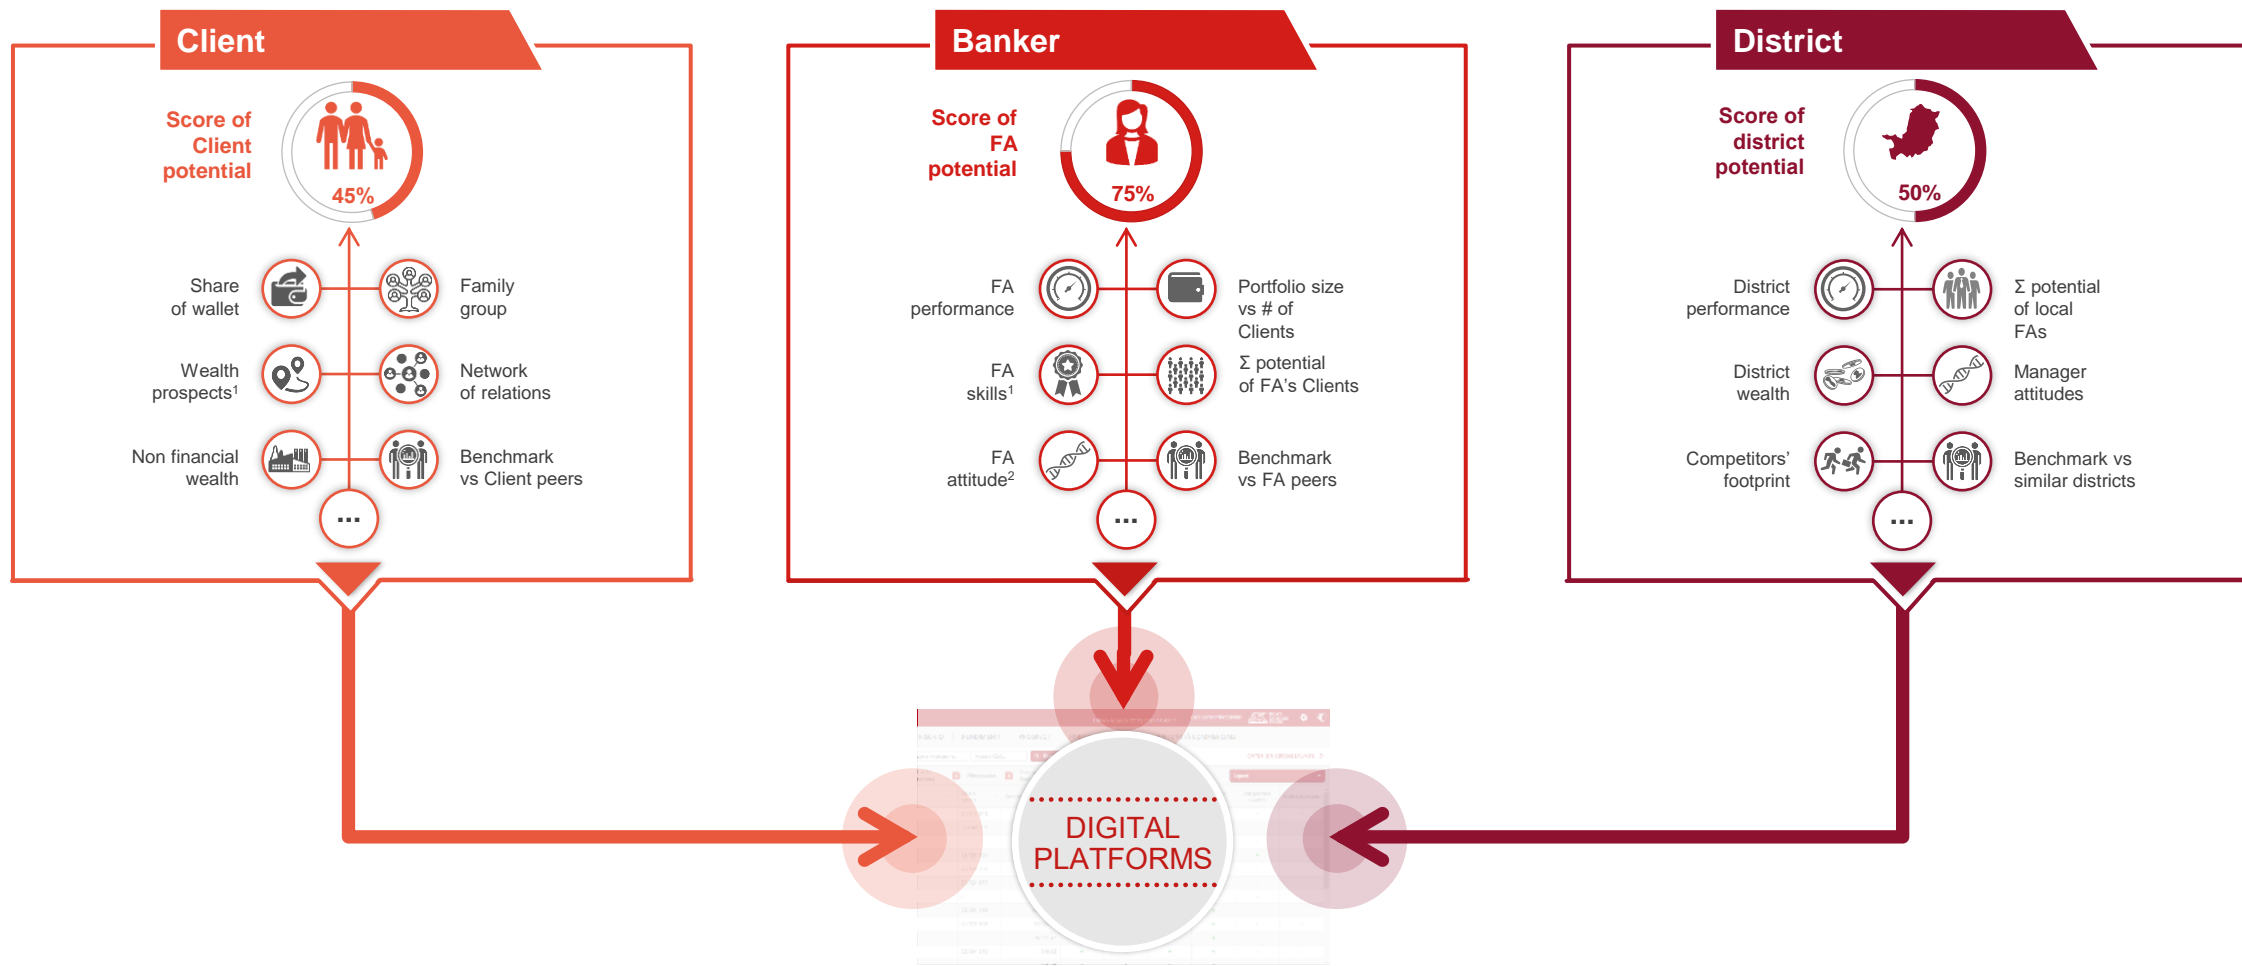 Client
Score of
Client
potential
45%
Share
of wallet
Family
group
Wealth
prospects¹
Network
of relations
Non financial
wealth
Benchmark
vs Client peers
...
Banker
Score of
FA
potential
75%
FA
performance
Portfolio size
vs # of
Clients
FA
skills¹
Σ potential
of FA's Clients
FA
attitude²
Benchmark
vs FA peers
...
District
Score of
district
potential
50%
District
performance
Σ potential
of local
FAs
District
wealth
Manager
attitudes
Competitors'
footprint
Benchmark vs
similar districts
...
DIGITAL
PLATFORMS